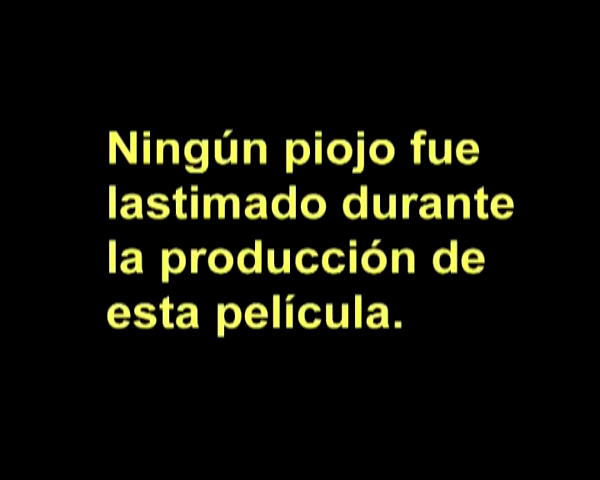 Ningún piojo fue
lastimado durante
la producción de
esta película.